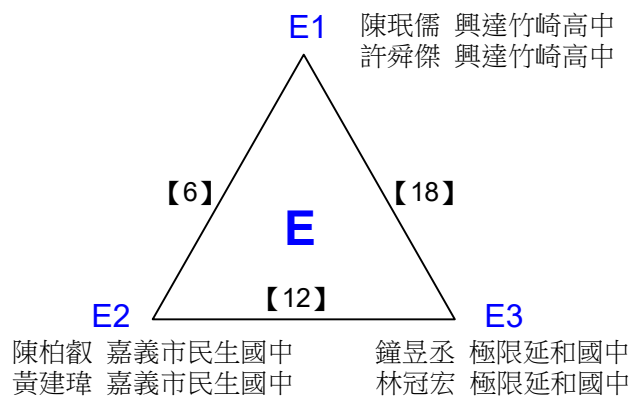 E1
陳珉儒 興達竹崎高中
許舜傑 興達竹崎高中
【6】
【18】
E
【12】
E2
E3
陳柏叡 嘉義市民生國中
鐘昱丞 極限延和國中
黃建瑋 嘉義市民生國中
林冠宏 極限延和國中